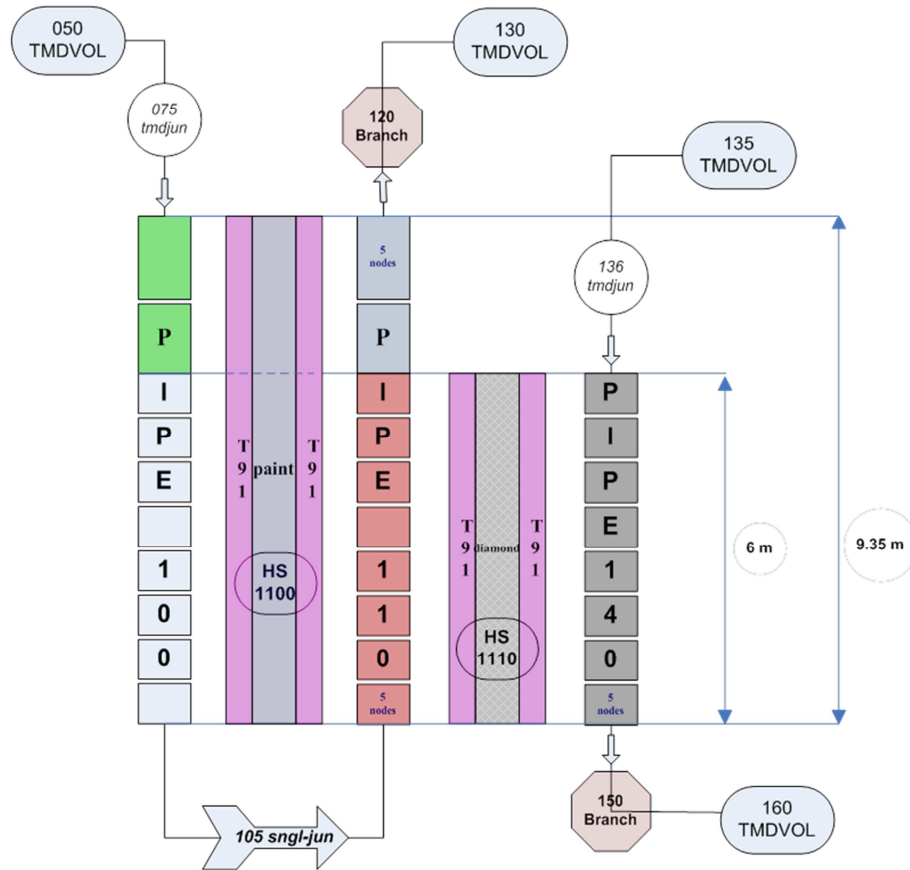 050
TMDVOL
130
TMDVOL
075
tmdjun
120
Branch
135
TMDVOL
136
tmdjun
P
I
P
E
1
0
0
T
9
1
paint
T
9
1
HS
1100
5
nodes
P
I
P
E
1
1
0
5
nodes
T
9
1
diamond
T
9
1
HS
1110
P
I
P
E
1
4
0
5
nodes
6 m
9.35 m
105 sngl-jun
150
Branch
160
TMDVOL